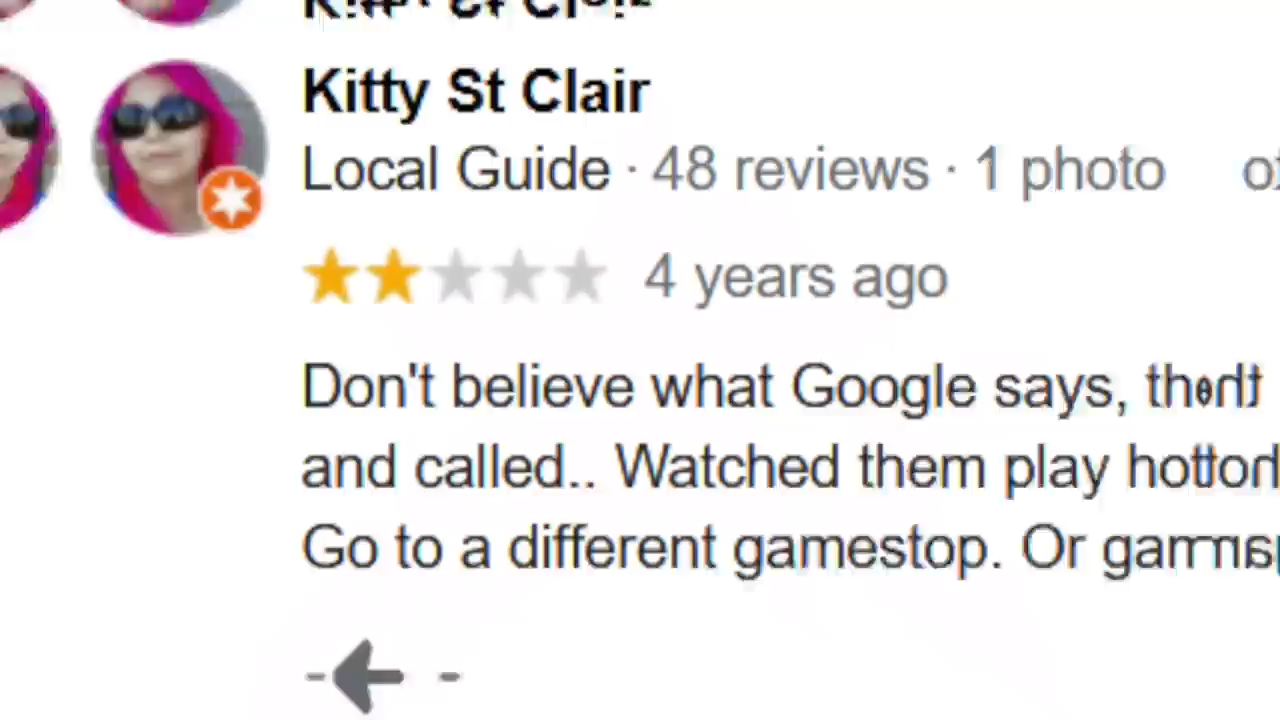 Kitty St Clair
Local Guide · 48 reviews · 1 photo
4 years ago
Don't believe what Google says,
and called.. Watched them play
Go to a different gamestop. Or